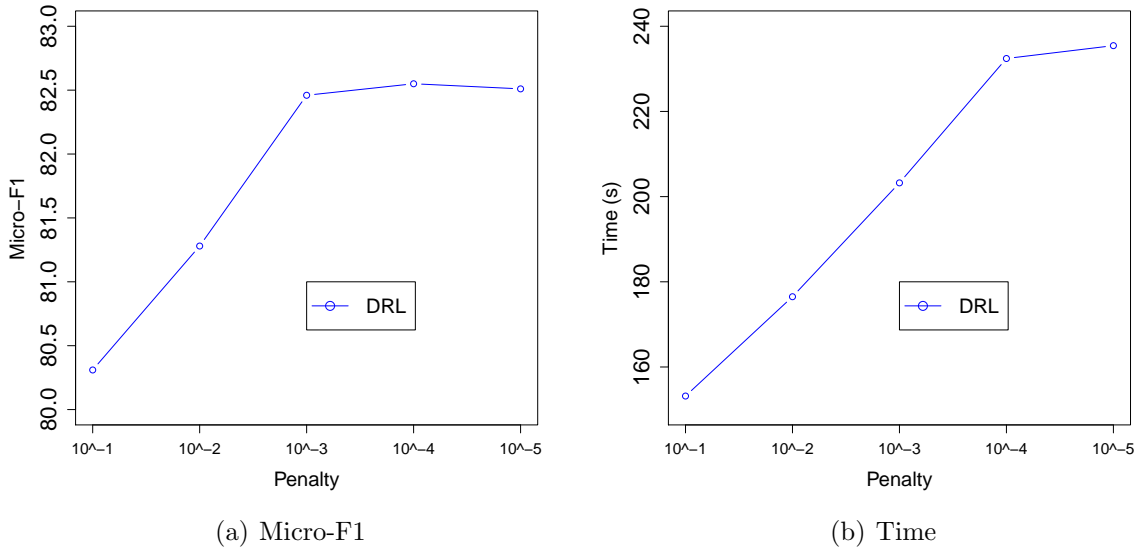 83.0
82.5
82.0
81.5
81.0
80.5
80.0
Micro−F1
DRL
10^−1 10^−2 10^−3 10^−4 10^−5
Penalty
(a) Micro-F1
240
220
200
180
160
Time (s)
DRL
10^−1 10^−2 10^−3 10^−4 10^−5
Penalty
(b) Time